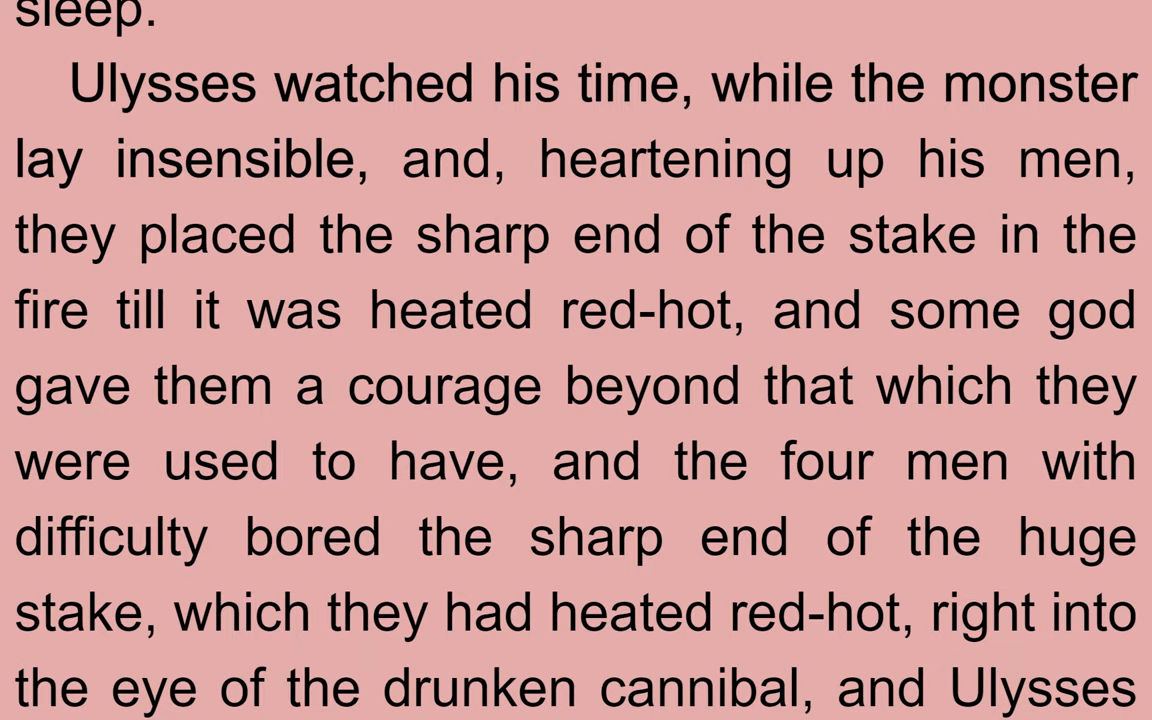 sleep.
Ulysses watched his time, while the monster
lay insensible, and, heartening up his men,
they placed the sharp end of the stake in the
fire till it was heated red-hot, and some god
gave them a courage beyond that which they
were used to have, and the four men with
difficulty bored the sharp end of the huge
stake, which they had heated red-hot, right into
the eye of the drunken cannibal, and Ulysses